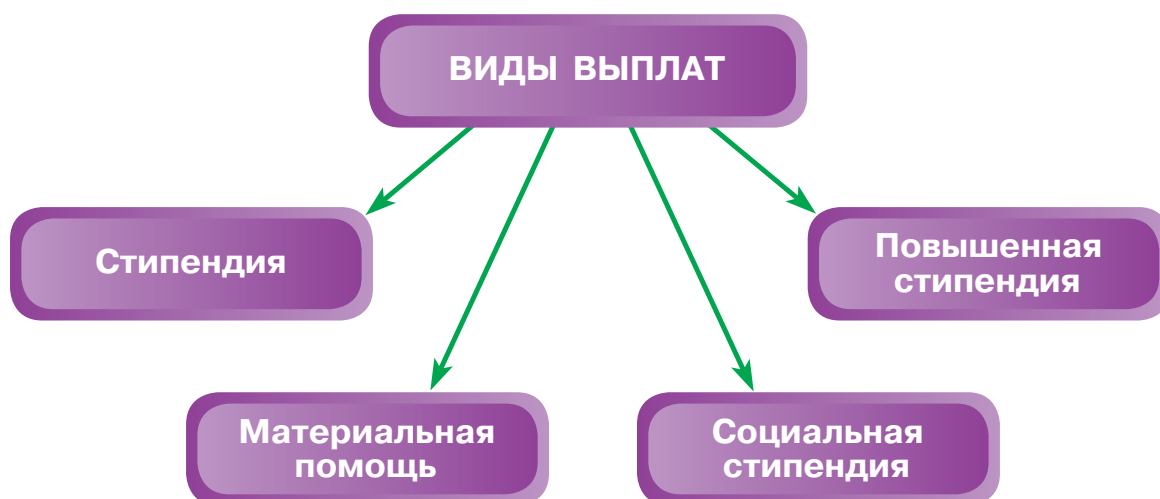 ВИДЫ ВЫПЛАТ
Стипендия
Повышенная
стипендия
Материальная
помощь
Социальная
стипендия